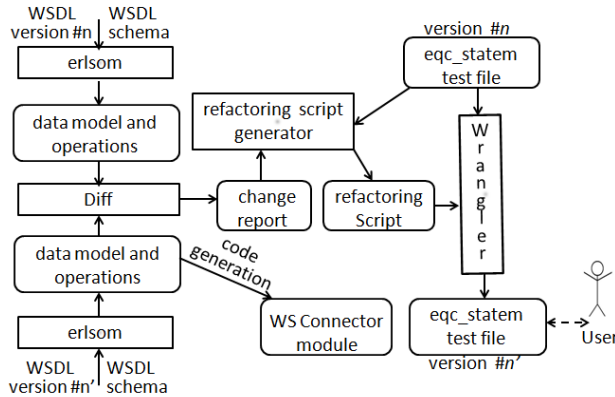 WSDL WSDL
version #n schema
erlsom
data model and
operations
Diff
data model and
operations
erlsom
WSDL WSDL
version #n’ schema
refactoring script
generator
change
report
refactoring
Script
code
generation
WS Connector
module
version #n
eqc_statem
test file
Wrangler
eqc_statem
test file
version #n’
User